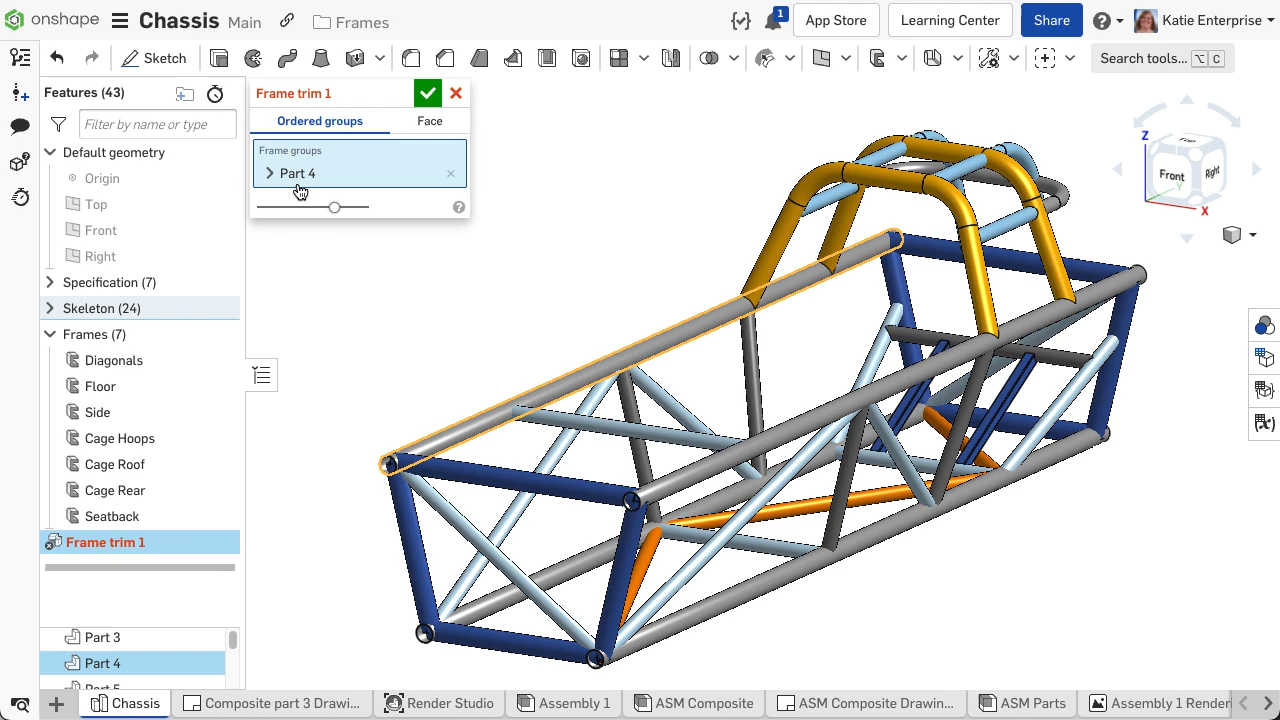 onshape Chassis Main Frames 1 App Store Learning Center Share Katie Enterprise
Sketch Search tools... ⌥ C
Features (43)
Filter by name or type
Default geometry
Origin
Top
Front
Right
Specification (7)
Skeleton (24)
Frames (7)
Diagonals
Floor
Side
Cage Hoops
Cage Roof
Cage Rear
Seatback
Frame trim 1
Part 3
Part 4
Frame trim 1
Ordered groups Face
Frame groups
Part 4
Z
Top
Front Right
Y
X
Chassis Composite part 3 Drawi... Render Studio Assembly 1 ASM Composite ASM Composite Drawin... ASM Parts Assembly 1 Render